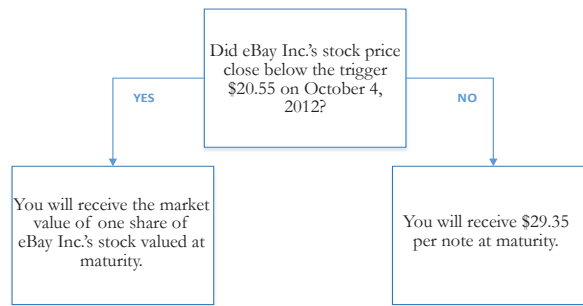 Did eBay Inc.'s stock price
close below the trigger
$20.55 on October 4,
2012?
YES
NO
You will receive the market
value of one share of
eBay Inc.'s stock valued at
maturity.
You will receive $29.35
per note at maturity.